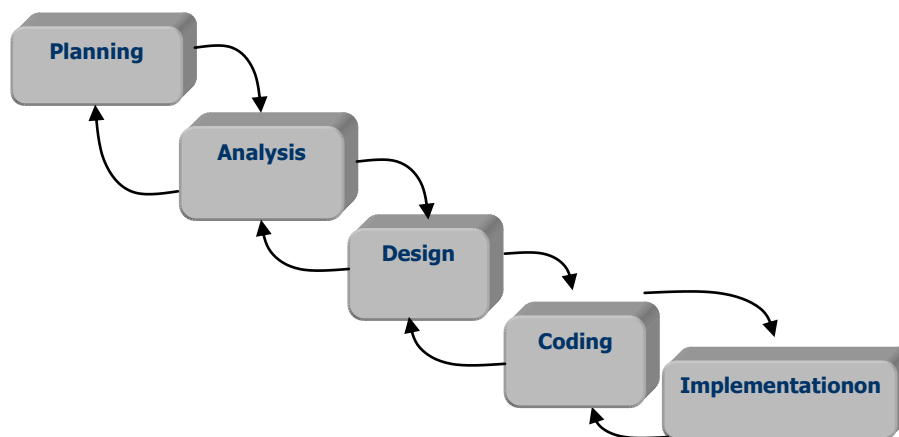 Planning
Analysis
Design
Coding
Implementationon